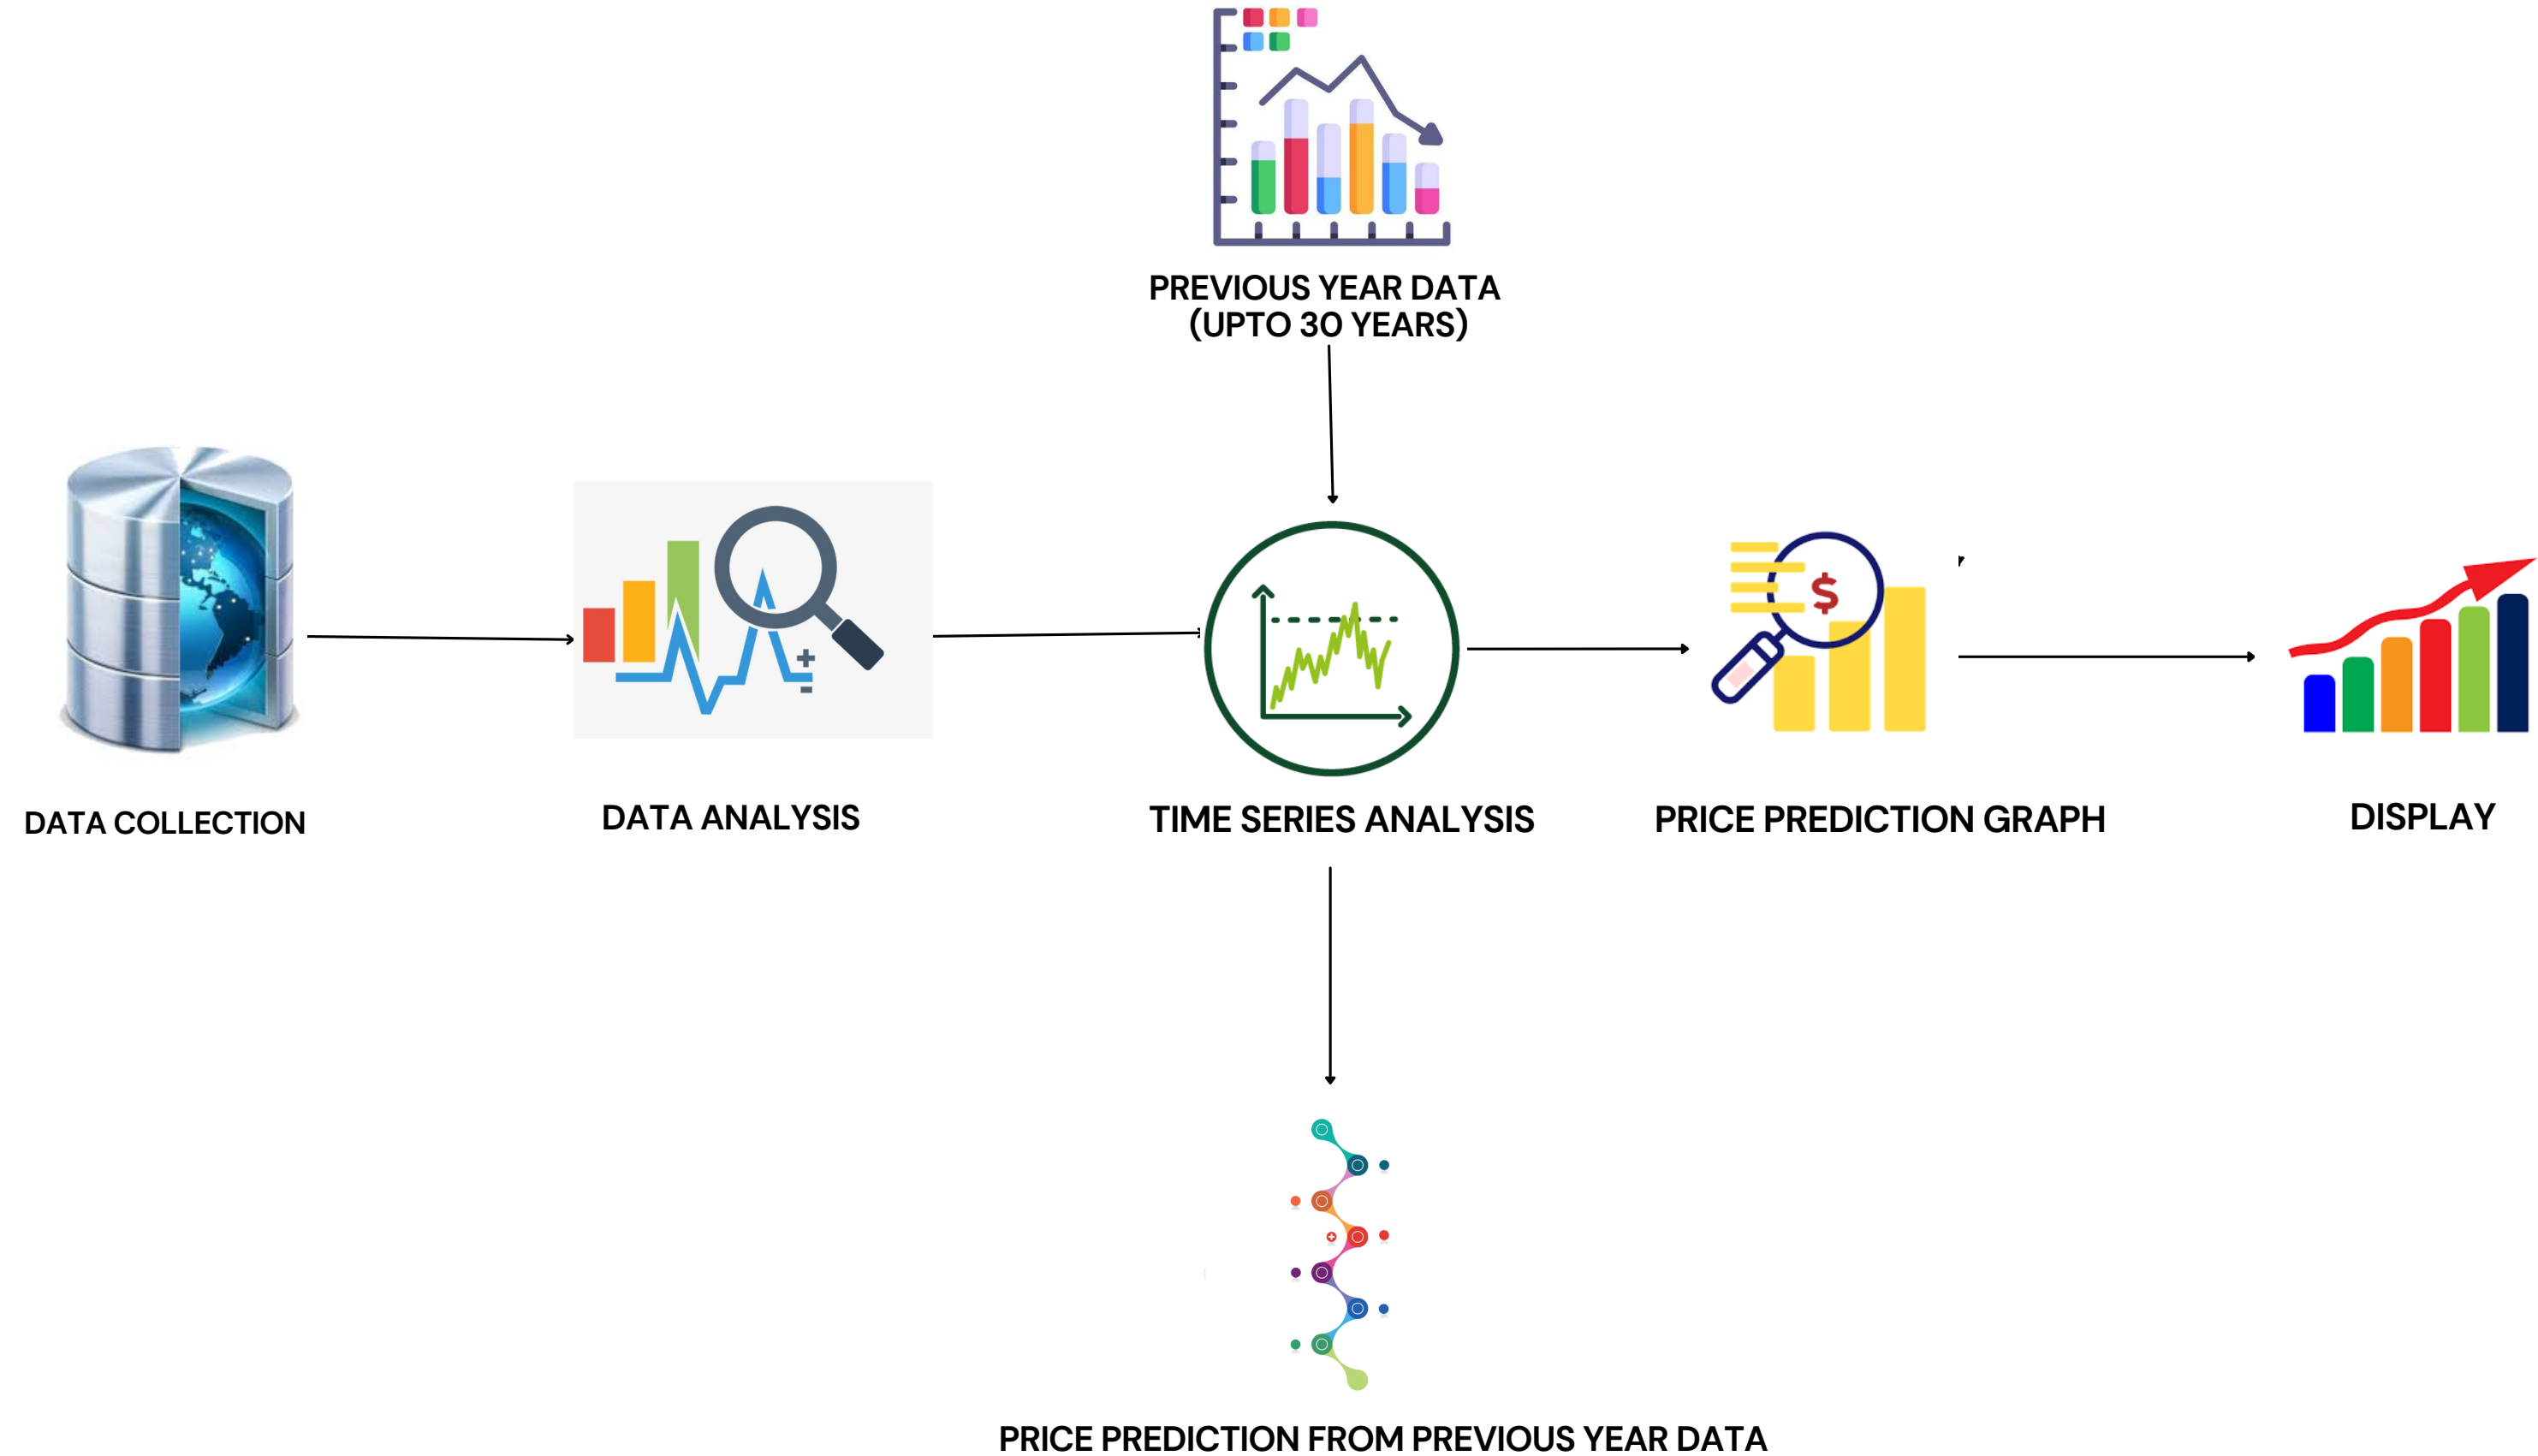 PREVIOUS YEAR DATA
(UPTO 30 YEARS)
$
+
-
DATA COLLECTION
DATA ANALYSIS
TIME SERIES ANALYSIS
PRICE PREDICTION GRAPH
DISPLAY
PRICE PREDICTION FROM PREVIOUS YEAR DATA